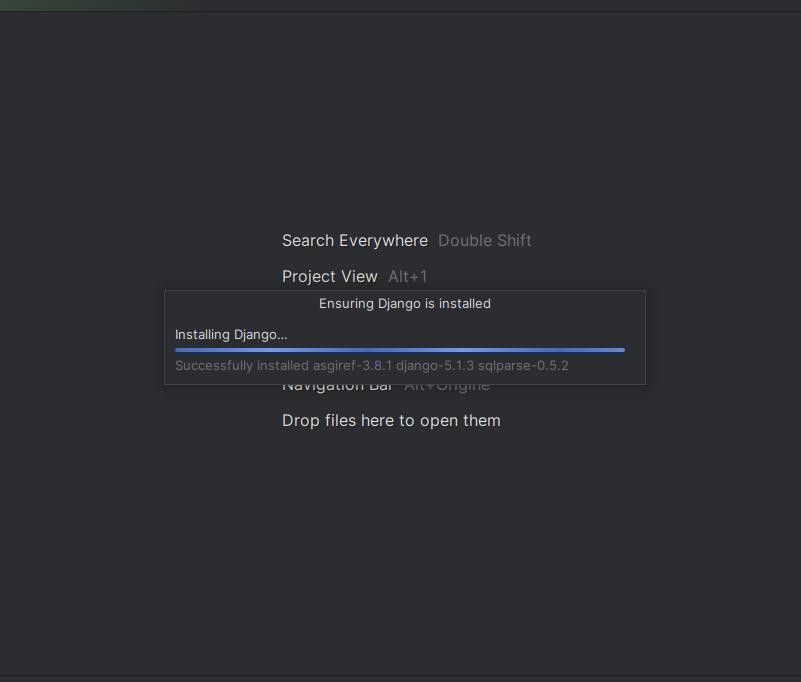 Search Everywhere Double Shift
Project View Alt+1
Ensuring Django is installed
Installing Django...
Successfully installed asgiref-3.8.1 django-5.1.3 sqlparse-0.5.2
Navigation Bar Alt+Origine
Drop files here to open them